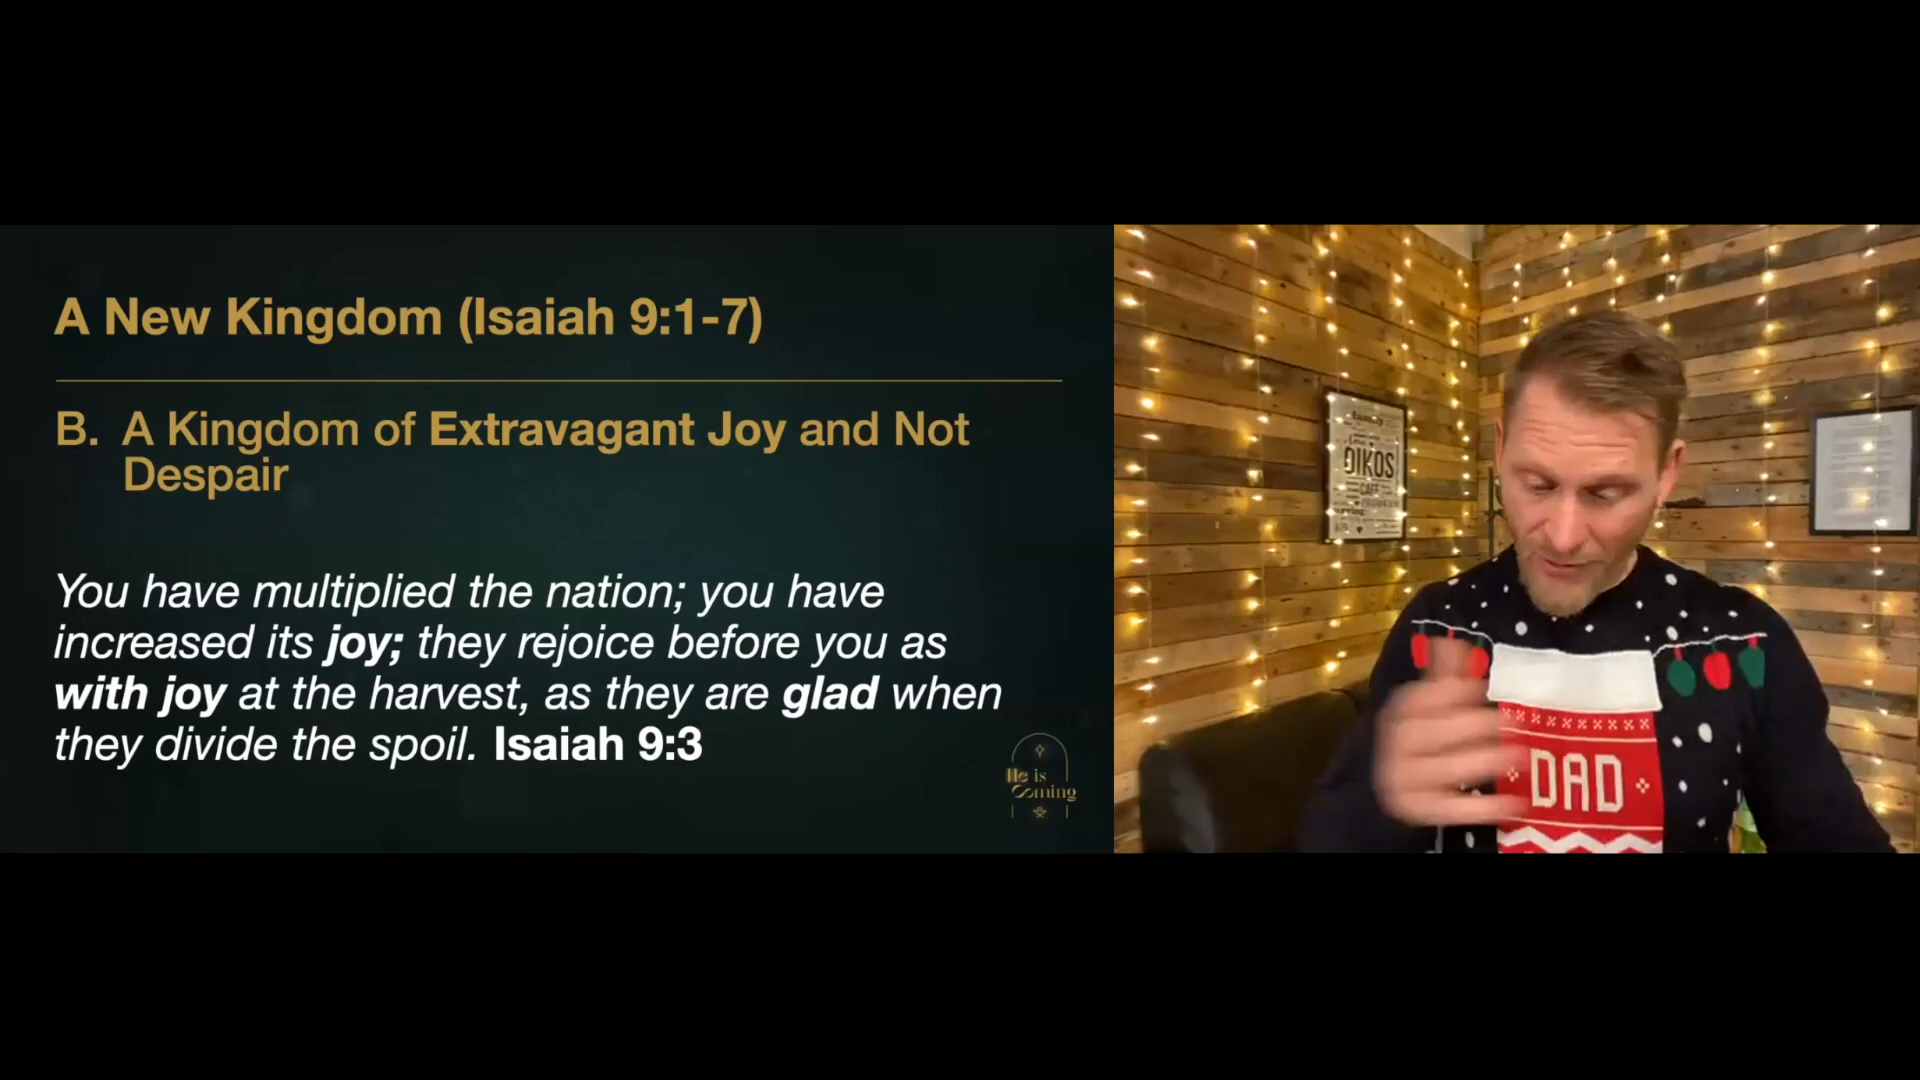 A New Kingdom (Isaiah 9:1-7)
B. A Kingdom of Extravagant Joy and Not
Despair
You have multiplied the nation; you have
increased its joy; they rejoice before you as
with joy at the harvest, as they are glad when
they divide the spoil. Isaiah 9:3
He is
Coming
OIKOS
CAFE
DAD